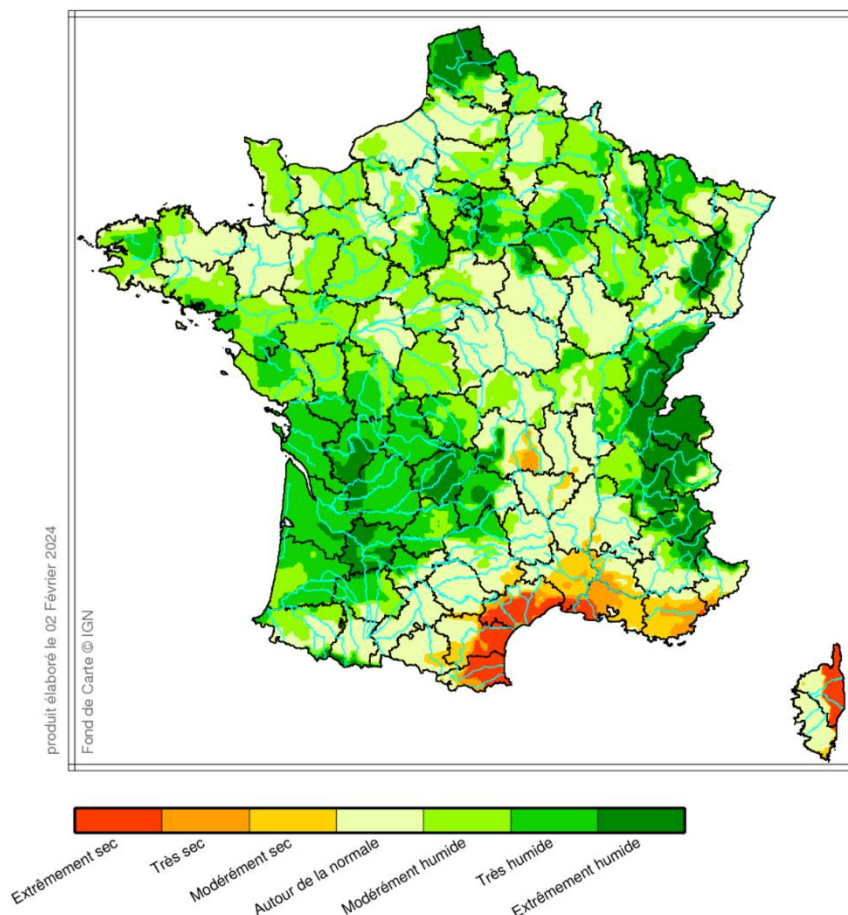 produit élaboré le 02 Février 2024
Fond de Carte © IGN
Extrêmement sec
Très sec
Modérément sec
Autour de la normale
Modérément humide
Très humide
Extrêmement humide